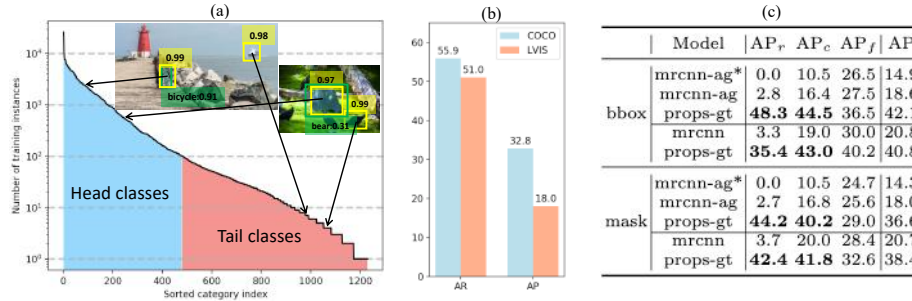 (a)
Number of training instances
10⁴
10³
10²
10¹
10⁰
0.99
0.98
bicycle:0.91
0.97
0.99
bear:0.31
Head classes
Tail classes
0 200 400 600 800 1000 1200
Sorted category index
(b)
COCO
LVIS
60
50
40
30
20
10
0
55.9
51.0
32.8
18.0
AR AP
(c)
Model APr APc APf AP
bbox
mrcnn-ag* 0.0 10.5 26.5 14.9
mrcnn-ag 2.8 16.4 27.5 18.6
props-gt 48.3 44.5 36.5 42.
mrcnn 3.3 19.0 30.0 20.8
props-gt 35.4 43.0 40.2 40.8
mask
mrcnn-ag* 0.0 10.5 24.7 14.3
mrcnn-ag 2.7 16.8 25.6 18.0
props-gt 44.2 40.2 29.0 36.6
mrcnn 3.7 20.0 28.4 20.7
props-gt 42.4 41.8 32.6 38.4